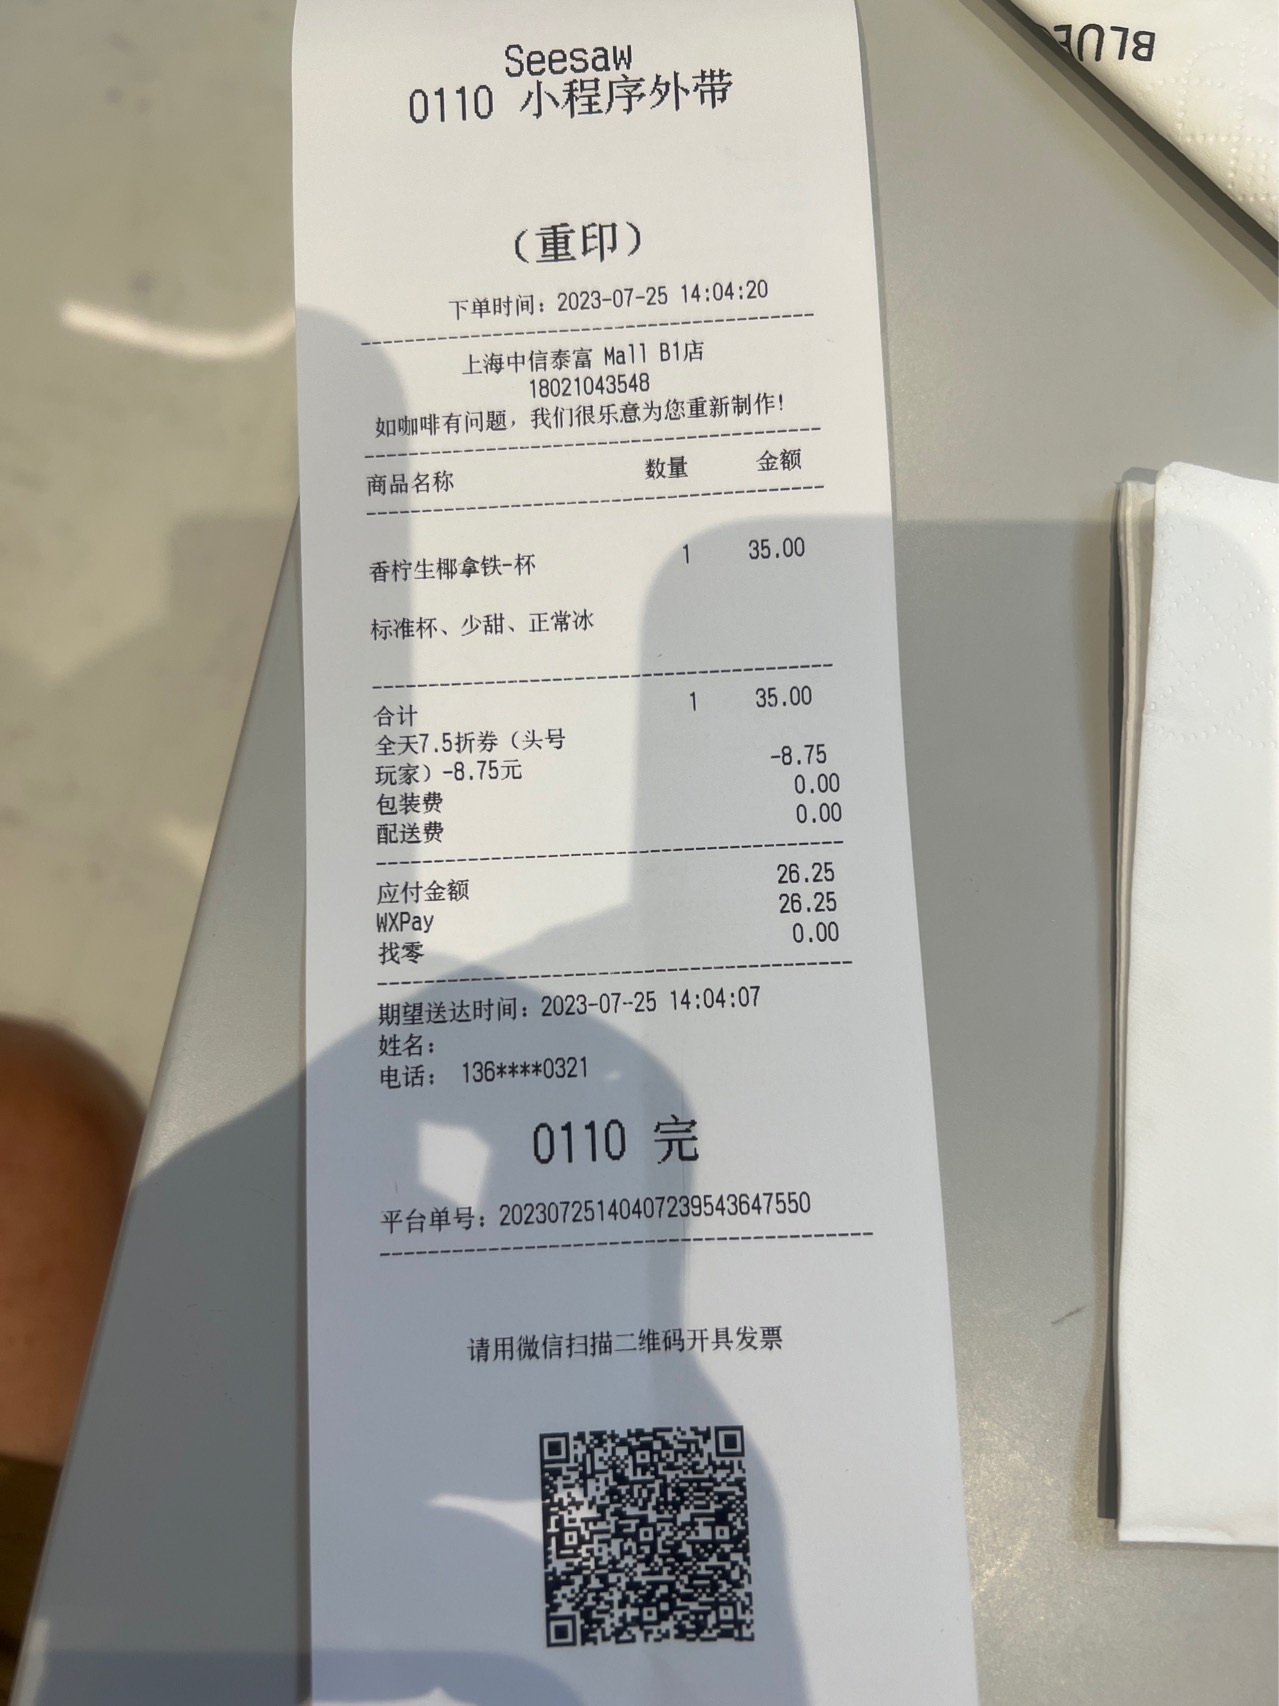 Seesaw
0110 小程序外带
（重印）
下单时间：2023-07-25 14:04:20
上海中信泰富 Mall B1店
18021043548
如咖啡有问题，我们很乐意为您重新制作！
商品名称 数量 金额
香柠生椰拿铁-杯 1 35.00
标准杯、少甜、正常冰
合计 1 35.00
全天7.5折券（头号
玩家）-8.75元 -8.75
包装费 0.00
配送费 0.00
应付金额 26.25
WXPay 26.25
找零 0.00
期望送达时间：2023-07-25 14:04:07
姓名：
电话： 136****0321
0110 完
平台单号：20230725140407239543647550
请用微信扫描二维码开具发票
BLUE